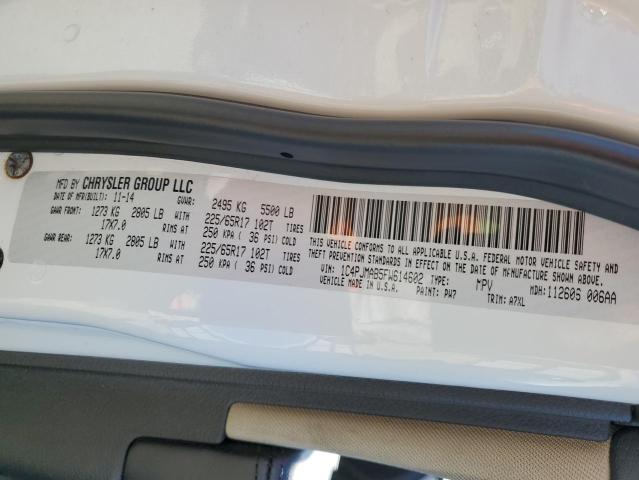 MFD BY CHRYSLER GROUP LLC
DATE OF MFR(BUILT): 11-14 GVWR: 2495 KG 5500 LB
GAWR FRONT: 1273 KG 2805 LB WITH 225/65R17 102T
17X7.0 RIMS AT 250 KPA ( 36 PSI) COLD
GAWR REAR: 1273 KG 2805 LB WITH 225/65R17 102T
17X7.0 RIMS AT 250 KPA ( 36 PSI) COLD
THIS VEHICLE CONFORMS TO ALL APPLICABLE U.S.A. FEDERAL MOTOR VEHICLE SAFETY AND
THEFT PREVENTION STANDARDS IN EFFECT ON THE DATE OF MANUFACTURE SHOWN ABOVE.
VIN: 1C4PJMAB5FW614602 TYPE: MPV MDH: 112606 006AA
VEHICLE MADE IN U.S.A. PAINT: PW7 TRIM: A7XL